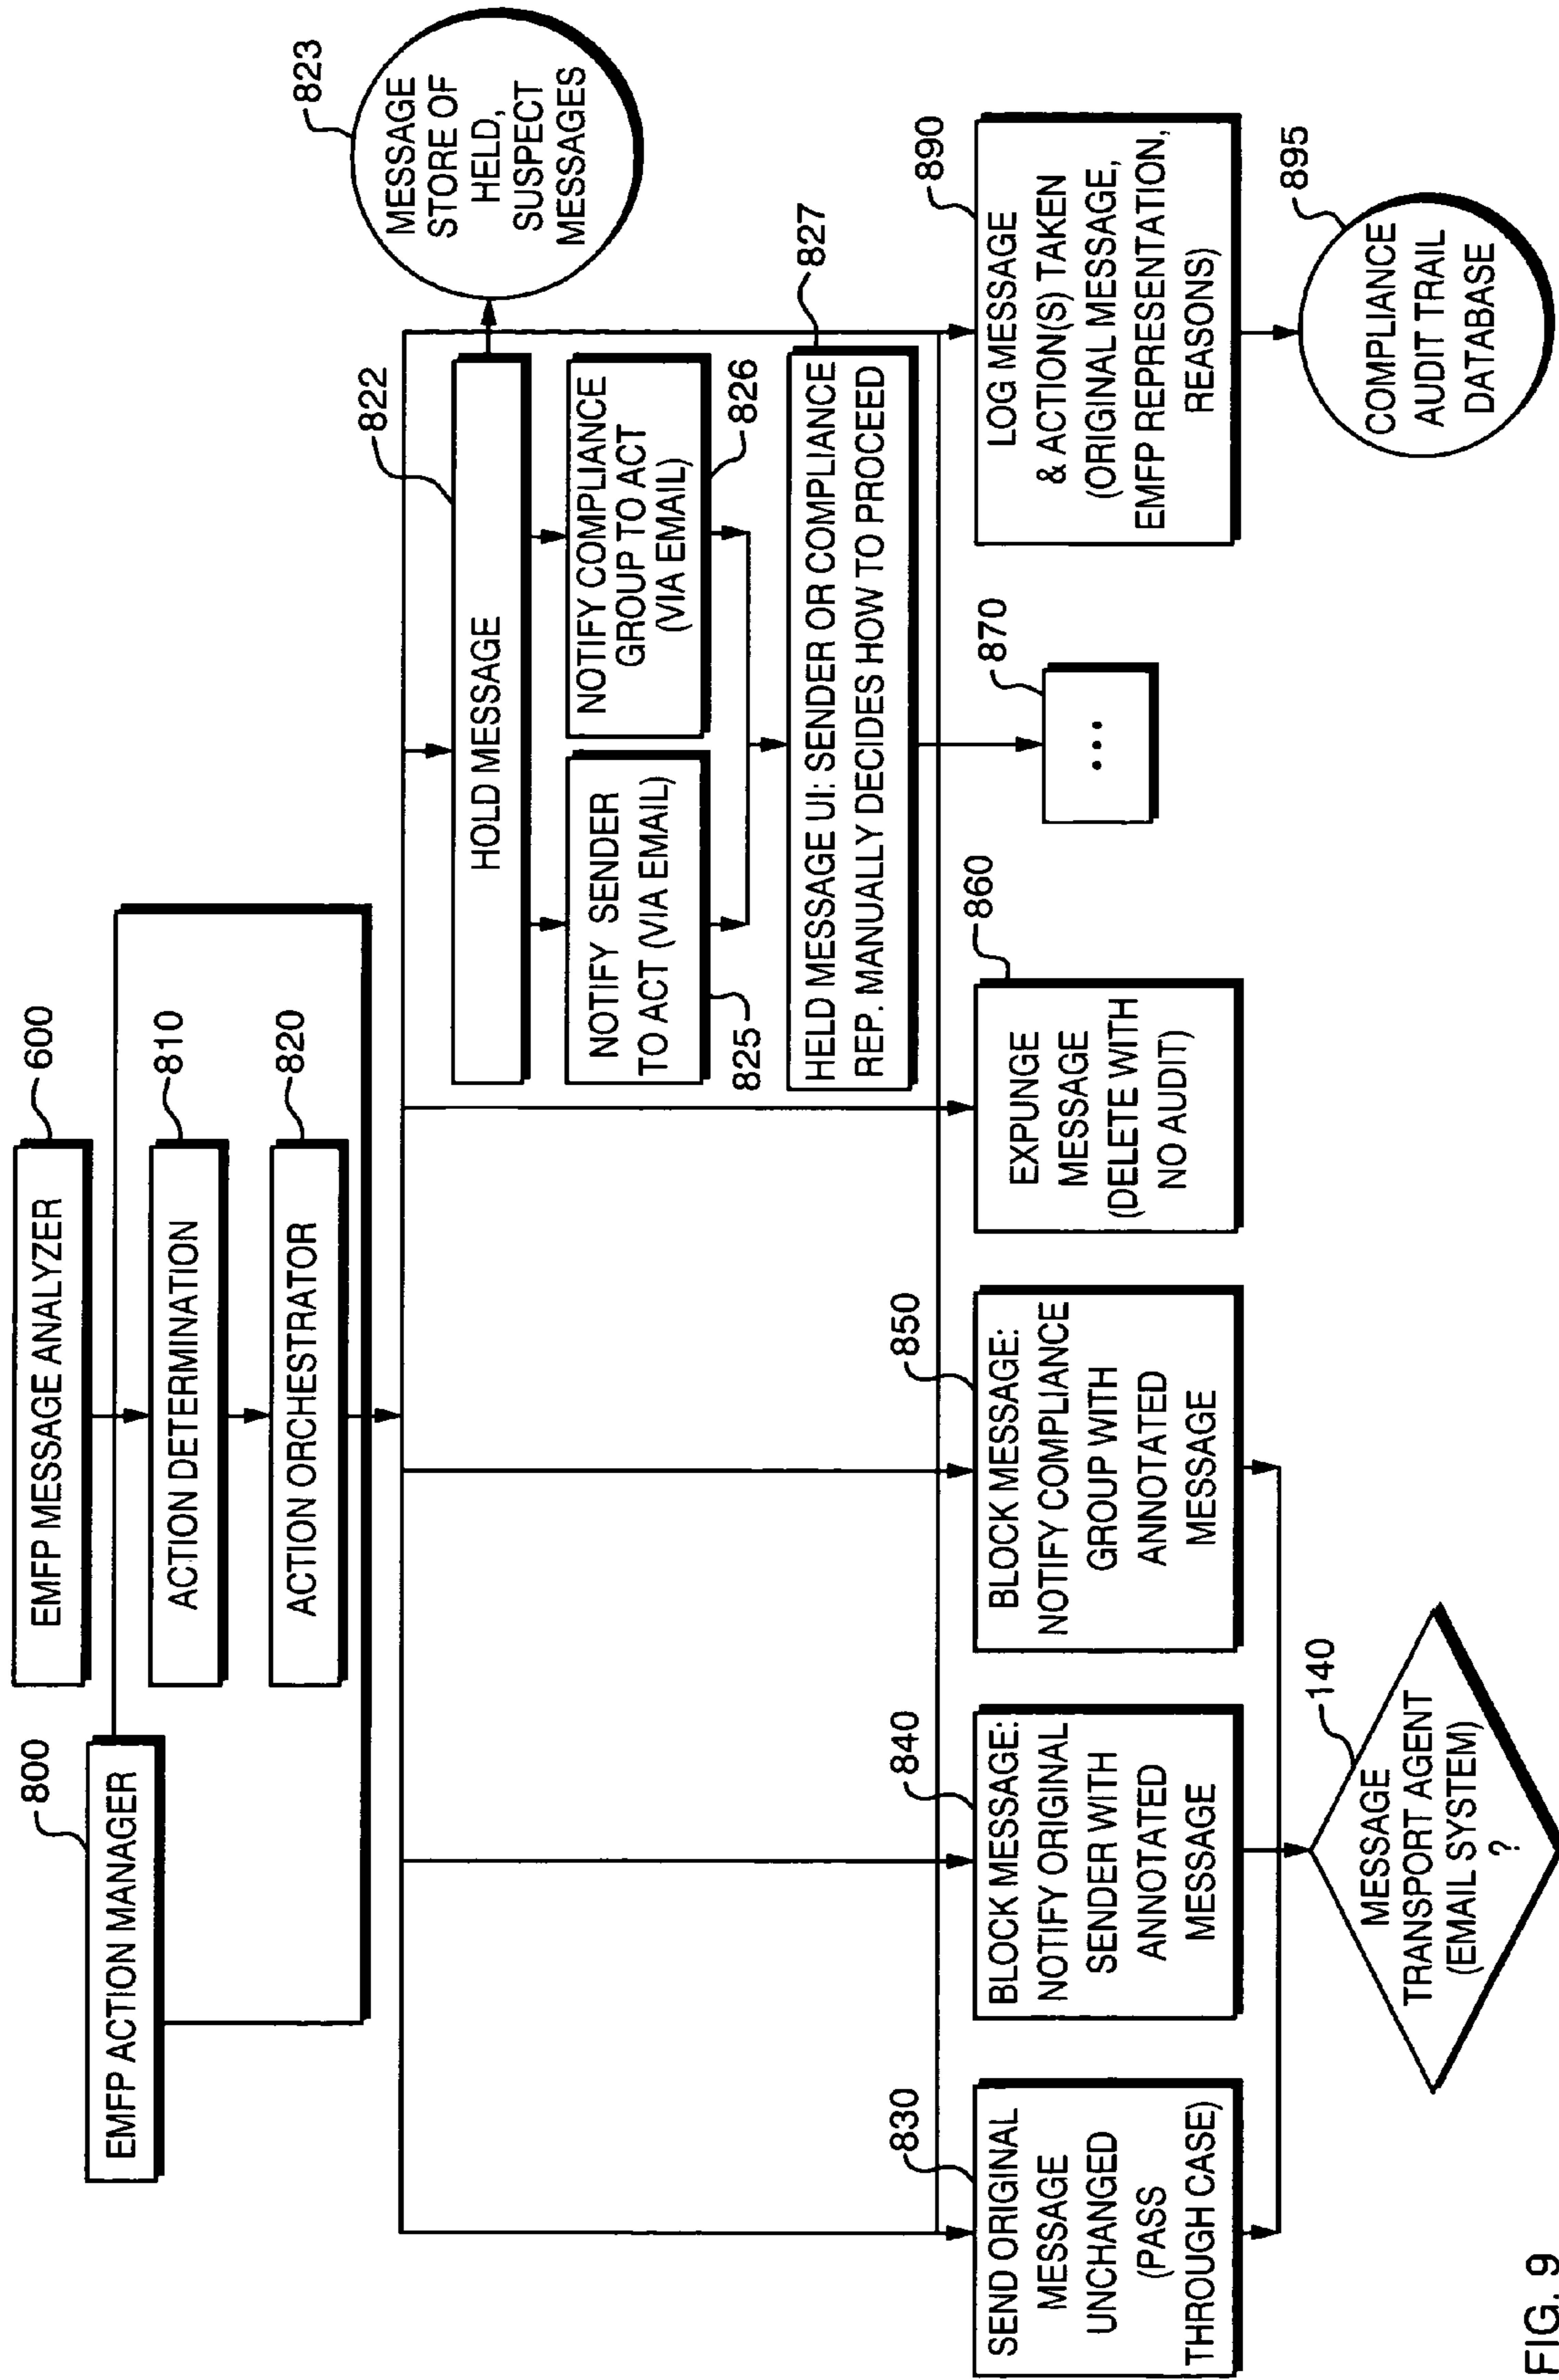 800
EMFP ACTION MANAGER
600
EMFP MESSAGE ANALYZER
810
ACTION DETERMINATION
820
ACTION ORCHESTRATOR
822
HOLD MESSAGE
823
MESSAGE
STORE OF
HELD,
SUSPECT
MESSAGES
NOTIFY SENDER
TO ACT (VIA EMAIL)
825
NOTIFY COMPLIANCE
GROUP TO ACT
(VIA EMAIL)
826
827
HELD MESSAGE UI: SENDER OR COMPLIANCE
REP. MANUALLY DECIDES HOW TO PROCEED
830
SEND ORIGINAL
MESSAGE
UNCHANGED
(PASS
THROUGH CASE)
840
BLOCK MESSAGE:
NOTIFY ORIGINAL
SENDER WITH
ANNOTATED
MESSAGE
850
BLOCK MESSAGE:
NOTIFY COMPLIANCE
GROUP WITH
ANNOTATED
MESSAGE
860
EXPUNGE
MESSAGE
(DELETE WITH
NO AUDIT)
870
...
890
LOG MESSAGE
& ACTION(S) TAKEN
(ORIGINAL MESSAGE,
EMFP REPRESENTATION,
REASONS)
140
MESSAGE
TRANSPORT AGENT
(EMAIL SYSTEM)
?
895
COMPLIANCE
AUDIT TRAIL
DATABASE
FIG. 9